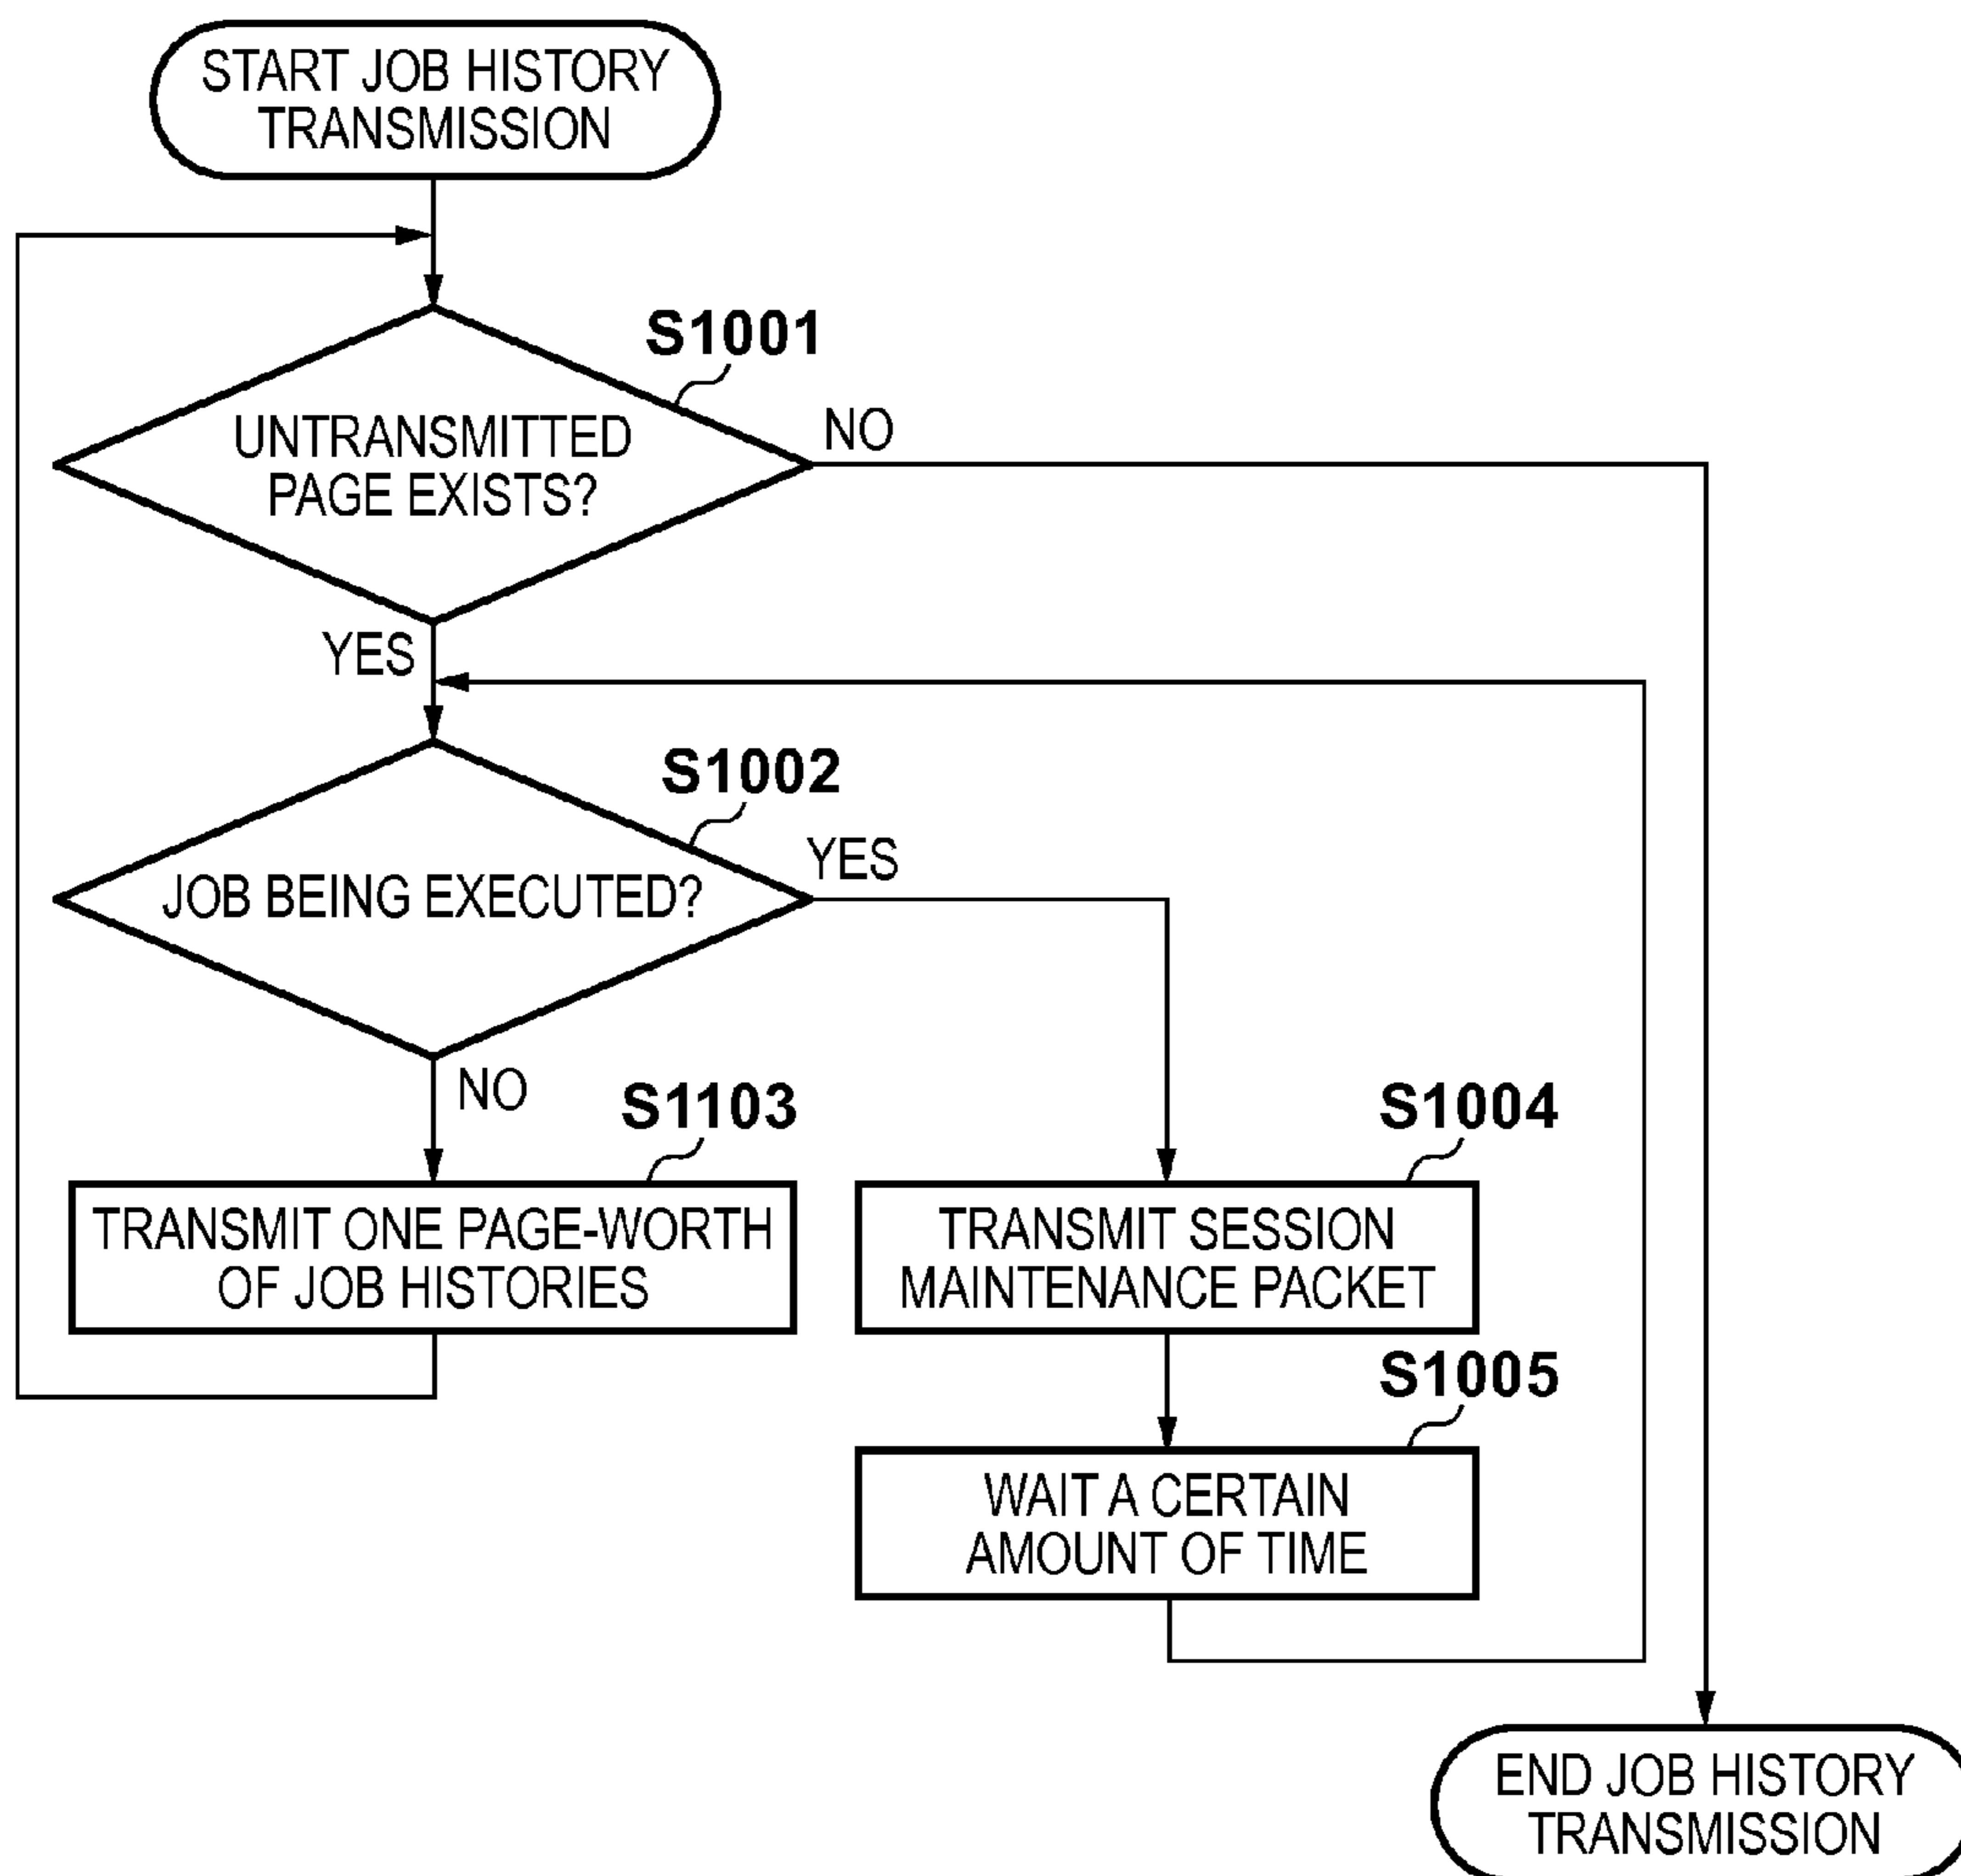 START JOB HISTORY
TRANSMISSION
S1001
UNTRANSMITTED
PAGE EXISTS?
NO
YES
S1002
JOB BEING EXECUTED?
YES
NO
S1103
TRANSMIT ONE PAGE-WORTH
OF JOB HISTORIES
S1004
TRANSMIT SESSION
MAINTENANCE PACKET
S1005
WAIT A CERTAIN
AMOUNT OF TIME
END JOB HISTORY
TRANSMISSION